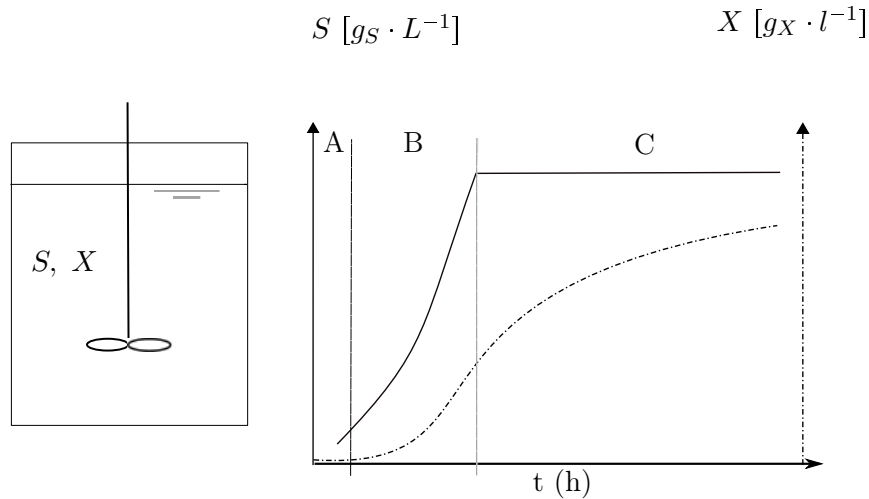 S [g_S · L⁻¹]
X [g_X · l⁻¹]
A
B
C
S, X
t (h)